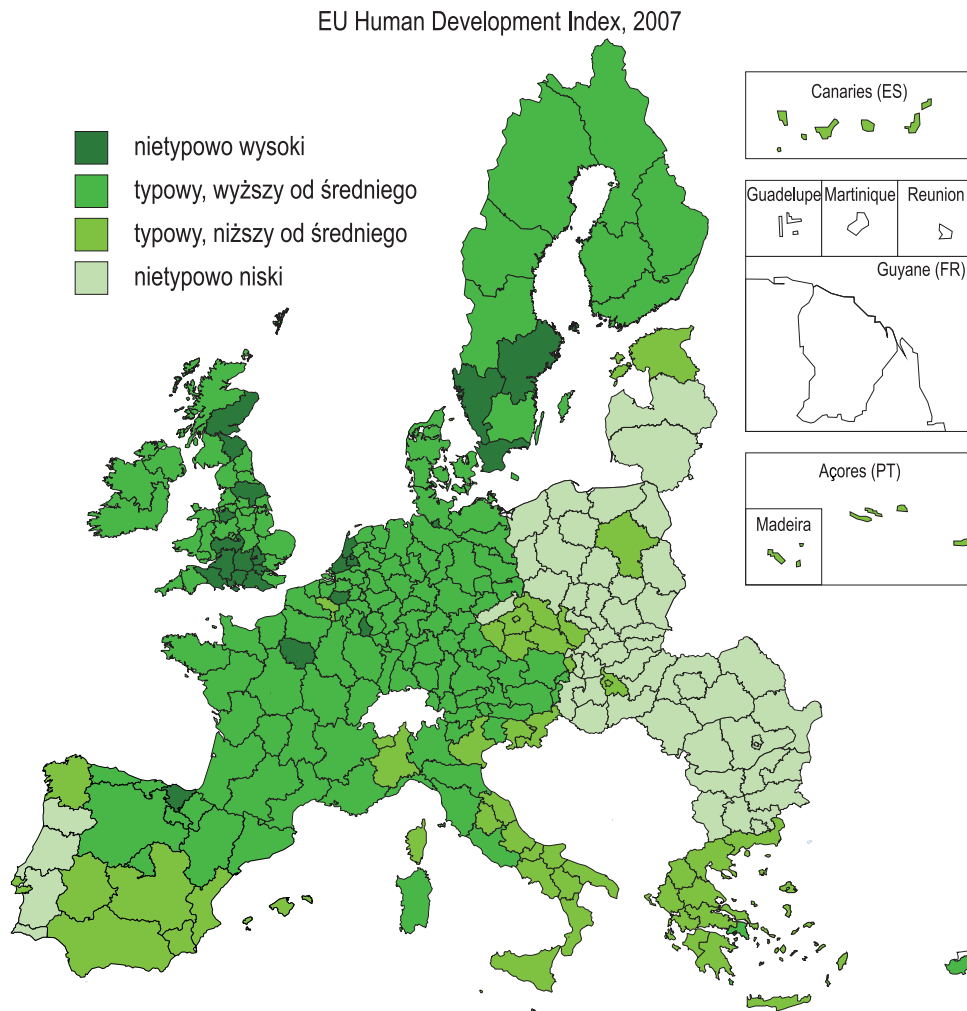 EU Human Development Index, 2007
nietypowo wysoki
typowy, wyższy od średniego
typowy, niższy od średniego
nietypowo niski
Canaries (ES)
Guadelupe
Martinique
Reunion
Guyane (FR)
Açores (PT)
Madeira